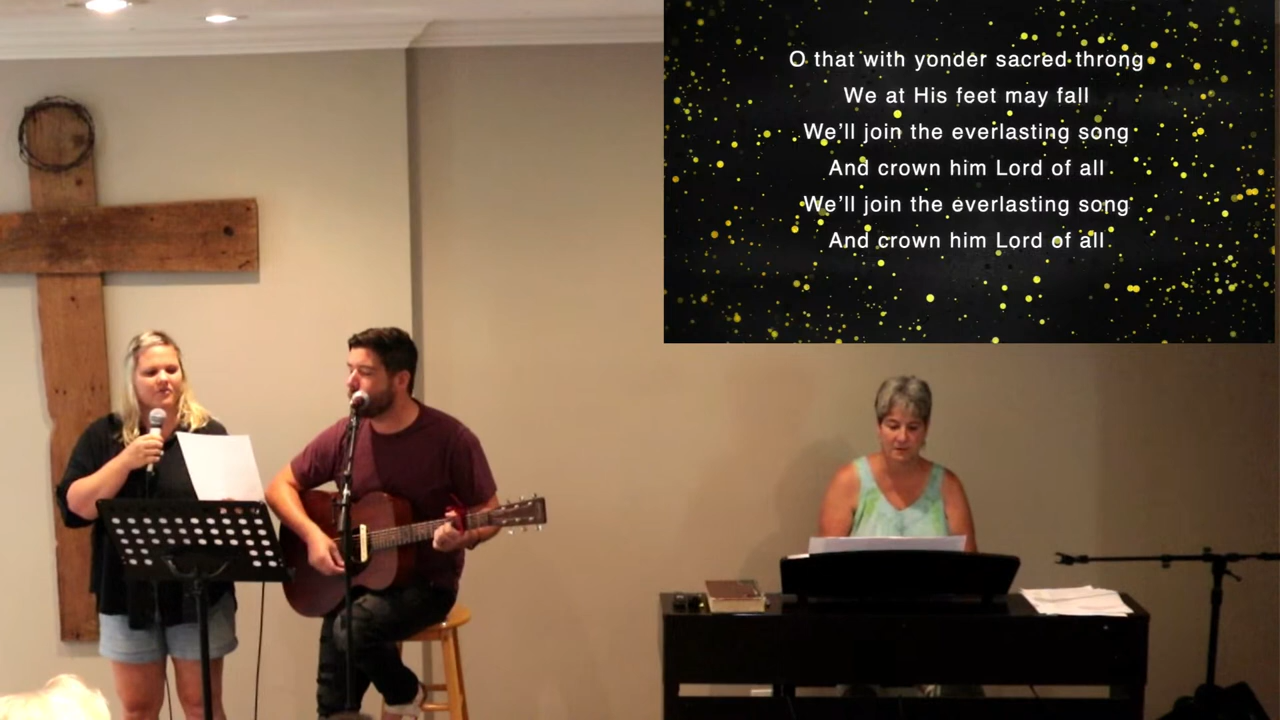 O that with yonder sacred throng
We at His feet may fall
We'll join the everlasting song
And crown him Lord of all
We'll join the everlasting song
And crown him Lord of all